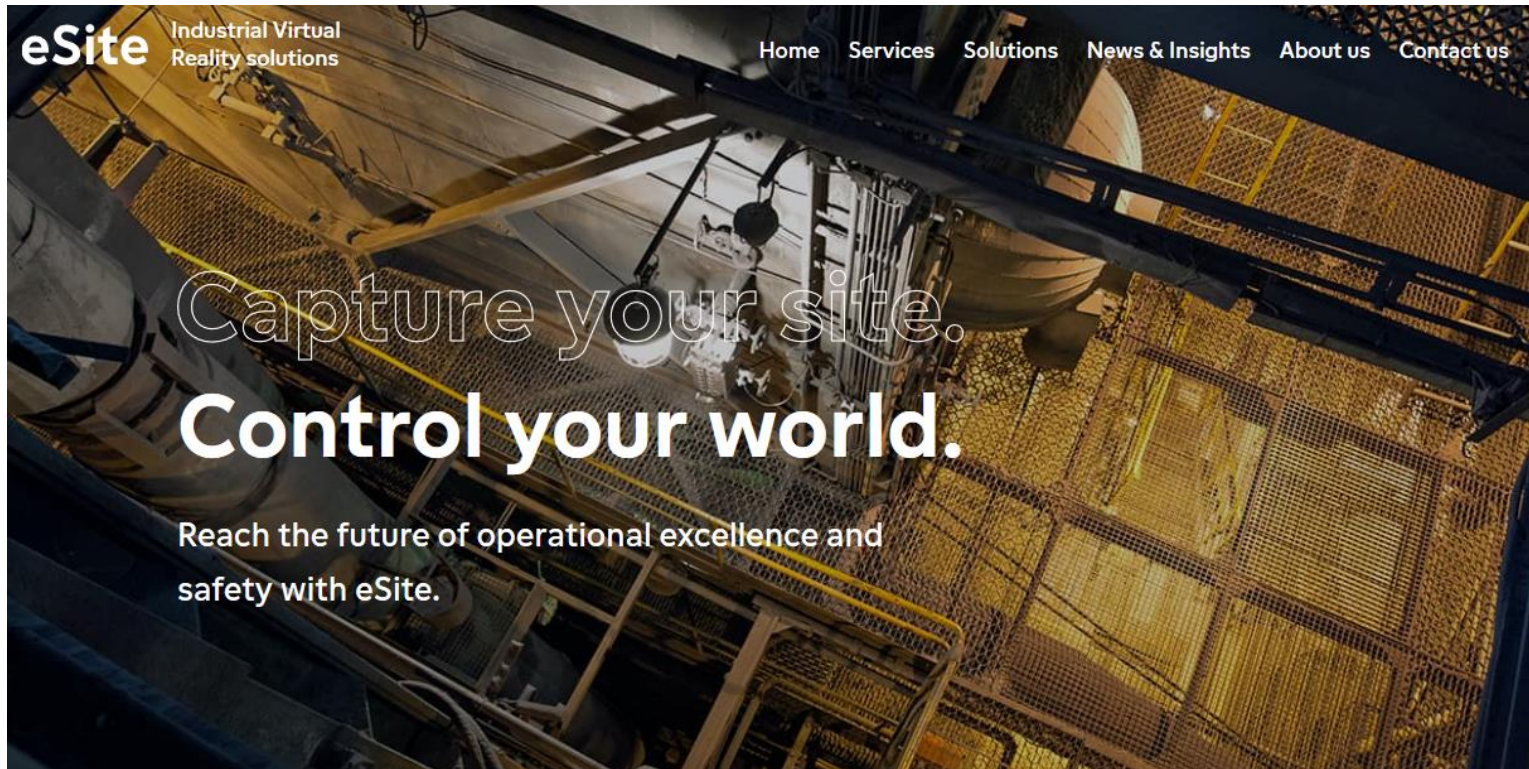 eSite
Industrial Virtual
Reality solutions
Home Services Solutions News & Insights About us Contact us
Capture your site.
Control your world.
Reach the future of operational excellence and
safety with eSite.